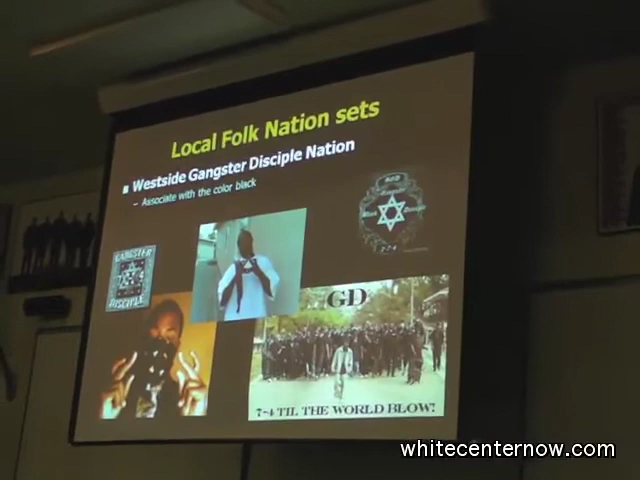 Local Folk Nation sets
Westside Gangster Disciple Nation
– Associate with the color black
GANGSTER
DISCIPLE
GD
7-4 TIL THE WORLD BLOW!
whitecenternow.com